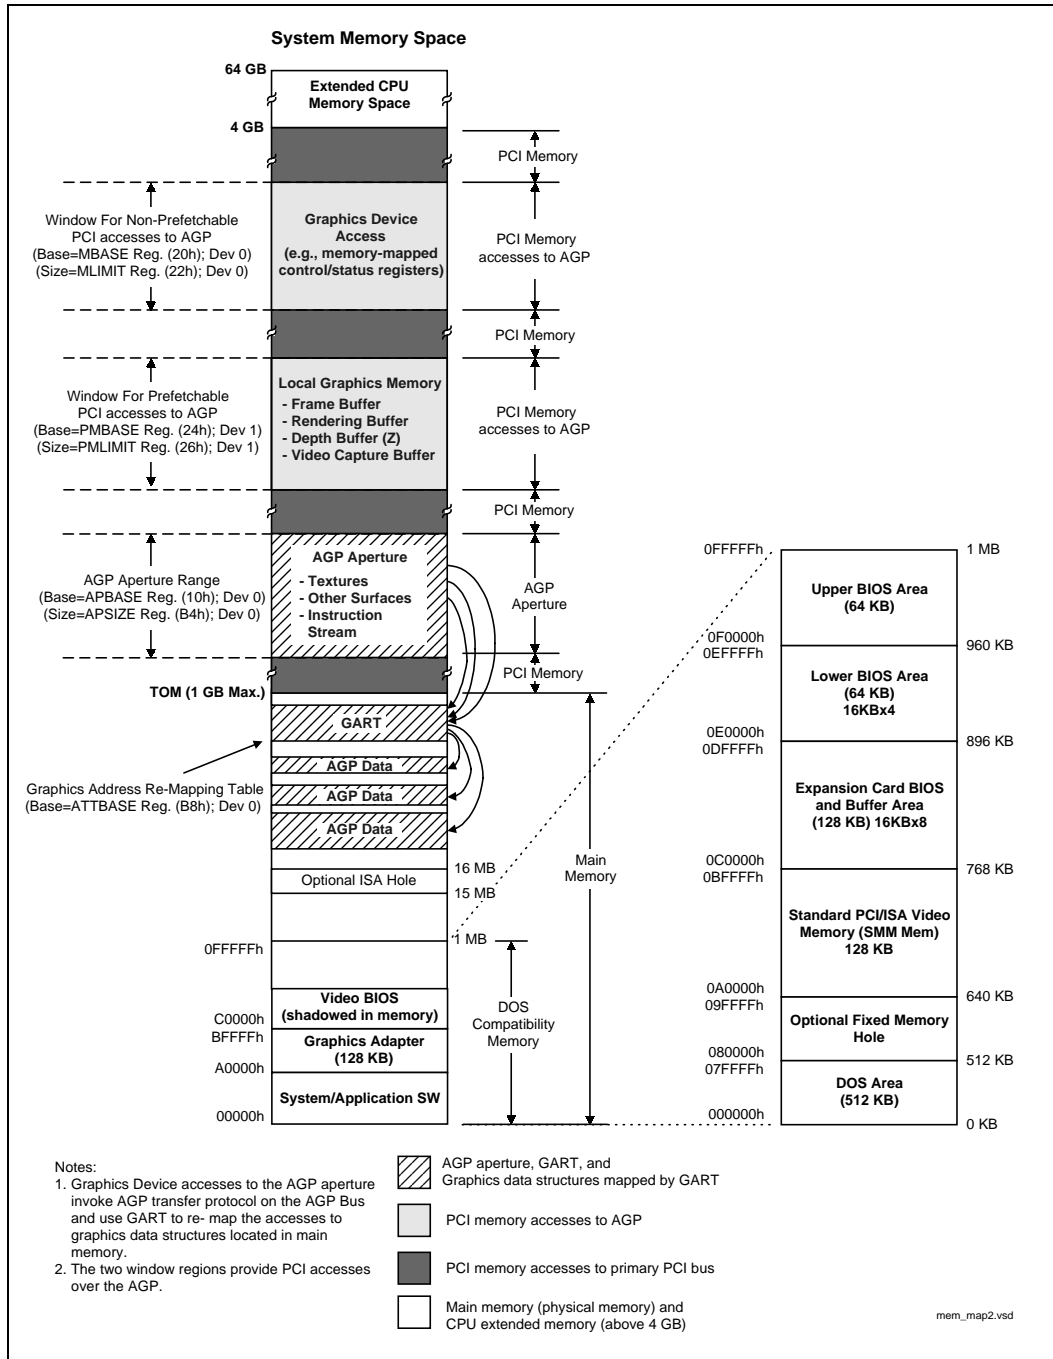 System Memory Space
64 GB
Extended CPU
Memory Space
4 GB
PCI Memory
Window For Non-Prefetchable
PCI accesses to AGP
(Base=MBASE Reg. (20h); Dev 0)
(Size=MLIMIT Reg. (22h); Dev 0)
Graphics Device
Access
(e.g., memory-mapped
control/status registers)
PCI Memory
accesses to AGP
PCI Memory
Window For Prefetchable
PCI accesses to AGP
(Base=PMBASE Reg. (24h); Dev 1)
(Size=PMLIMIT Reg. (26h); Dev 1)
Local Graphics Memory
- Frame Buffer
- Rendering Buffer
- Depth Buffer (Z)
- Video Capture Buffer
PCI Memory
accesses to AGP
PCI Memory
AGP Aperture Range
(Base=APBASE Reg. (10h); Dev 0)
(Size=APSIZE Reg. (B4h); Dev 0)
AGP Aperture
- Textures
- Other Surfaces
- Instruction
Stream
AGP
Aperture
PCI Memory
TOM (1 GB Max.)
GART
Graphics Address Re-Mapping Table
(Base=ATTBASE Reg. (B8h); Dev 0)
AGP Data
AGP Data
AGP Data
16 MB
Optional ISA Hole
15 MB
Main
Memory
1 MB
0FFFFFh
DOS
Compatibility
Memory
Video BIOS
(shadowed in memory)
C0000h
BFFFFh
Graphics Adapter
(128 KB)
A0000h
System/Application SW
00000h
0FFFFFh
1 MB
Upper BIOS Area
(64 KB)
0F0000h
0EFFFFh
960 KB
Lower BIOS Area
(64 KB)
16KBx4
0E0000h
0DFFFFh
896 KB
Expansion Card BIOS
and Buffer Area
(128 KB) 16KBx8
0C0000h
0BFFFFh
768 KB
Standard PCI/ISA Video
Memory (SMM Mem)
128 KB
0A0000h
09FFFFh
640 KB
Optional Fixed Memory
Hole
080000h
07FFFFh
512 KB
DOS Area
(512 KB)
000000h
0 KB
Notes:
1. Graphics Device accesses to the AGP aperture
invoke AGP transfer protocol on the AGP Bus
and use GART to re- map the accesses to
graphics data structures located in main
memory.
2. The two window regions provide PCI accesses
over the AGP.
AGP aperture, GART, and
Graphics data structures mapped by GART
PCI memory accesses to AGP
PCI memory accesses to primary PCI bus
Main memory (physical memory) and
CPU extended memory (above 4 GB)
mem_map2.vsd